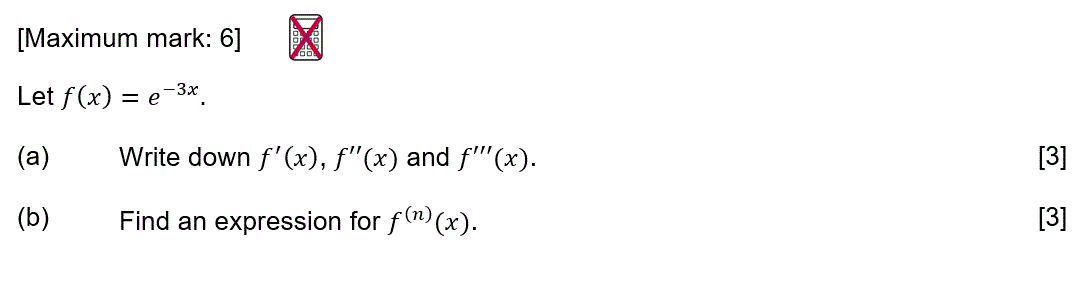 [Maximum mark: 6]
Let f(x) = e⁻³ˣ.
(a) Write down f′(x), f″(x) and f‴(x). [3]
(b) Find an expression for f⁽ⁿ⁾(x). [3]